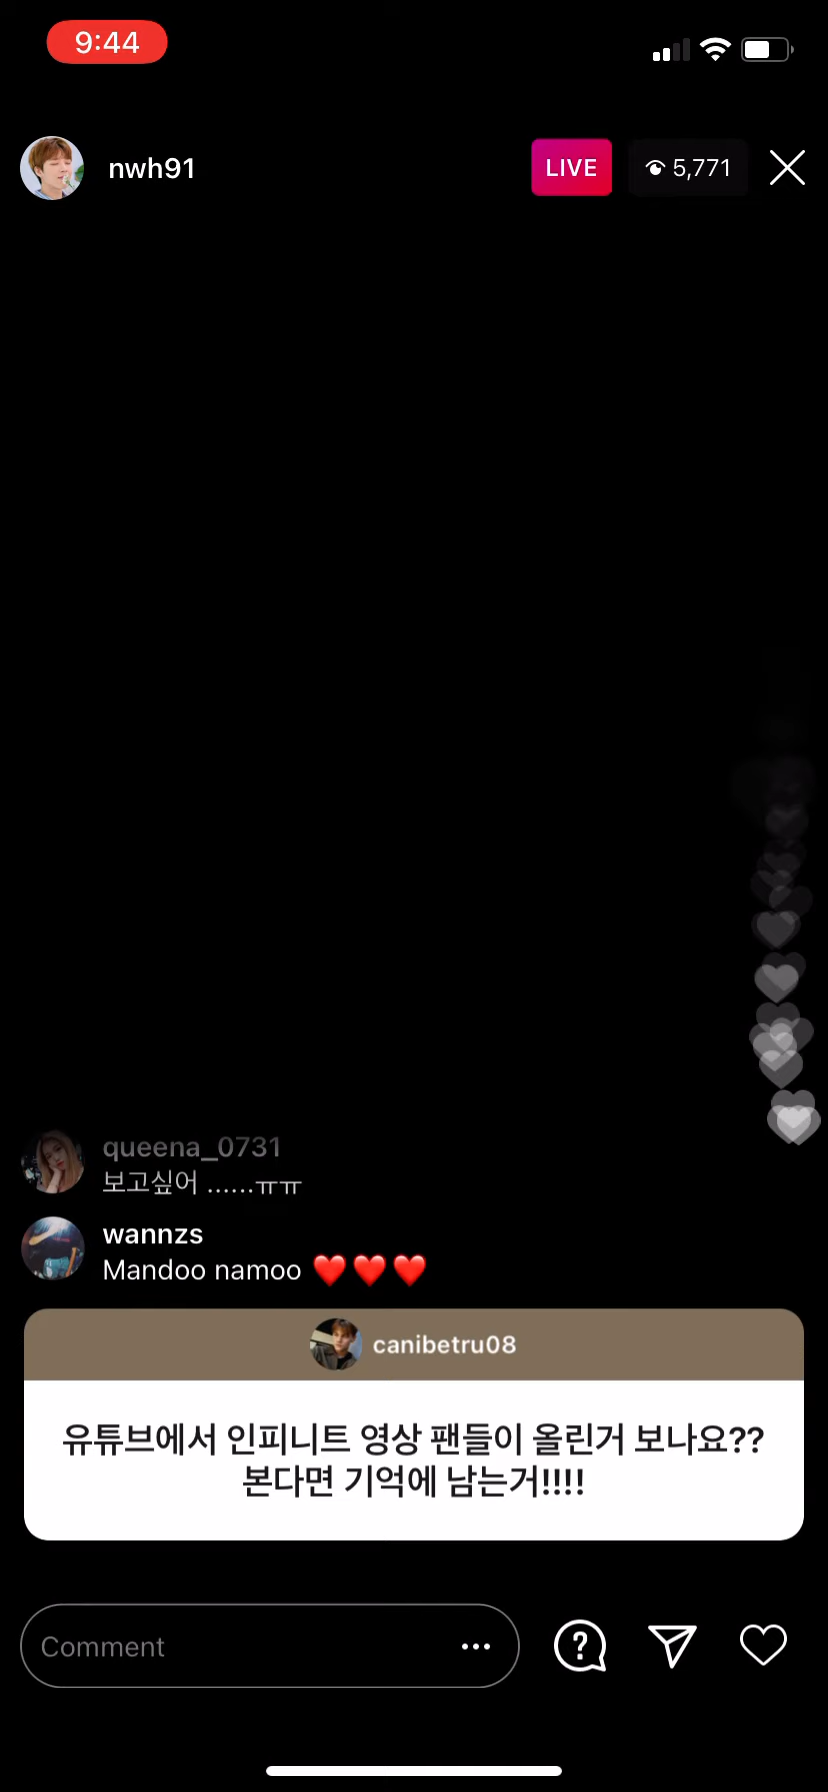 9:44
nwh91
LIVE
5,771
queena_0731
보고싶어 ......ㅠㅠ
wannzs
Mandoo namoo ❤️❤️❤️
canibetru08
유튜브에서 인피니트 영상 팬들이 올린거 보나요??
본다면 기억에 남는거!!!!
Comment